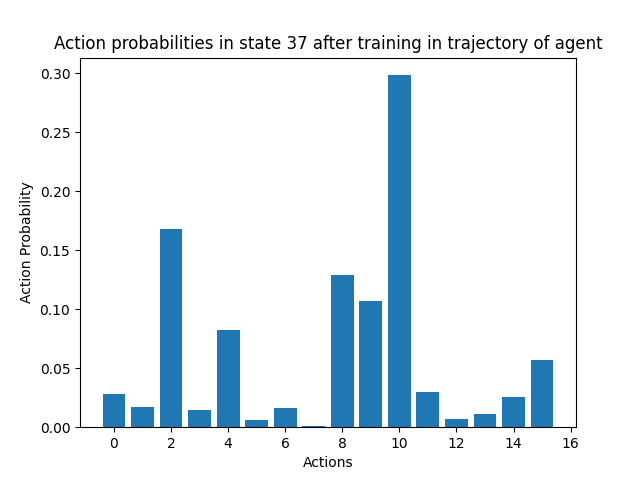 Action probabilities in state 37 after training in trajectory of agent
0.30
0.25
0.20
0.15
0.10
0.05
0.00
Action Probability
0 2 4 6 8 10 12 14 16
Actions